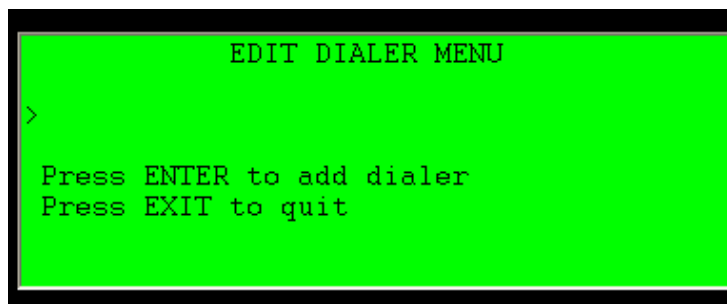 EDIT DIALER MENU
>
Press ENTER to add dialer
Press EXIT to quit